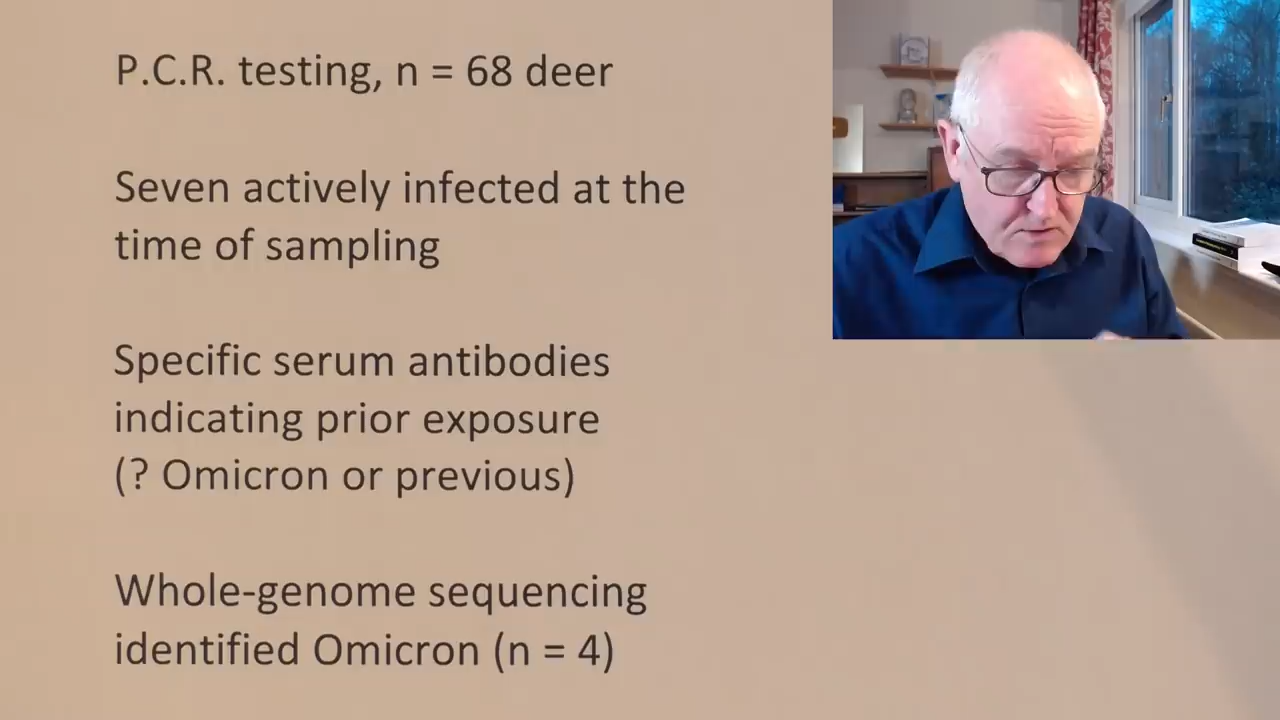 P.C.R. testing, n = 68 deer
Seven actively infected at the
time of sampling
Specific serum antibodies
indicating prior exposure
(? Omicron or previous)
Whole-genome sequencing
identified Omicron (n = 4)